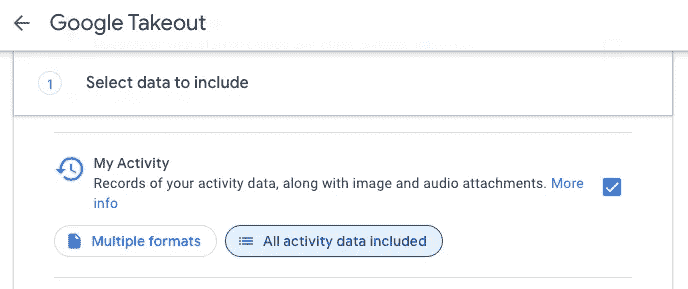 Google Takeout
1
Select data to include
My Activity
Records of your activity data, along with image and audio attachments. More
info
Multiple formats
All activity data included